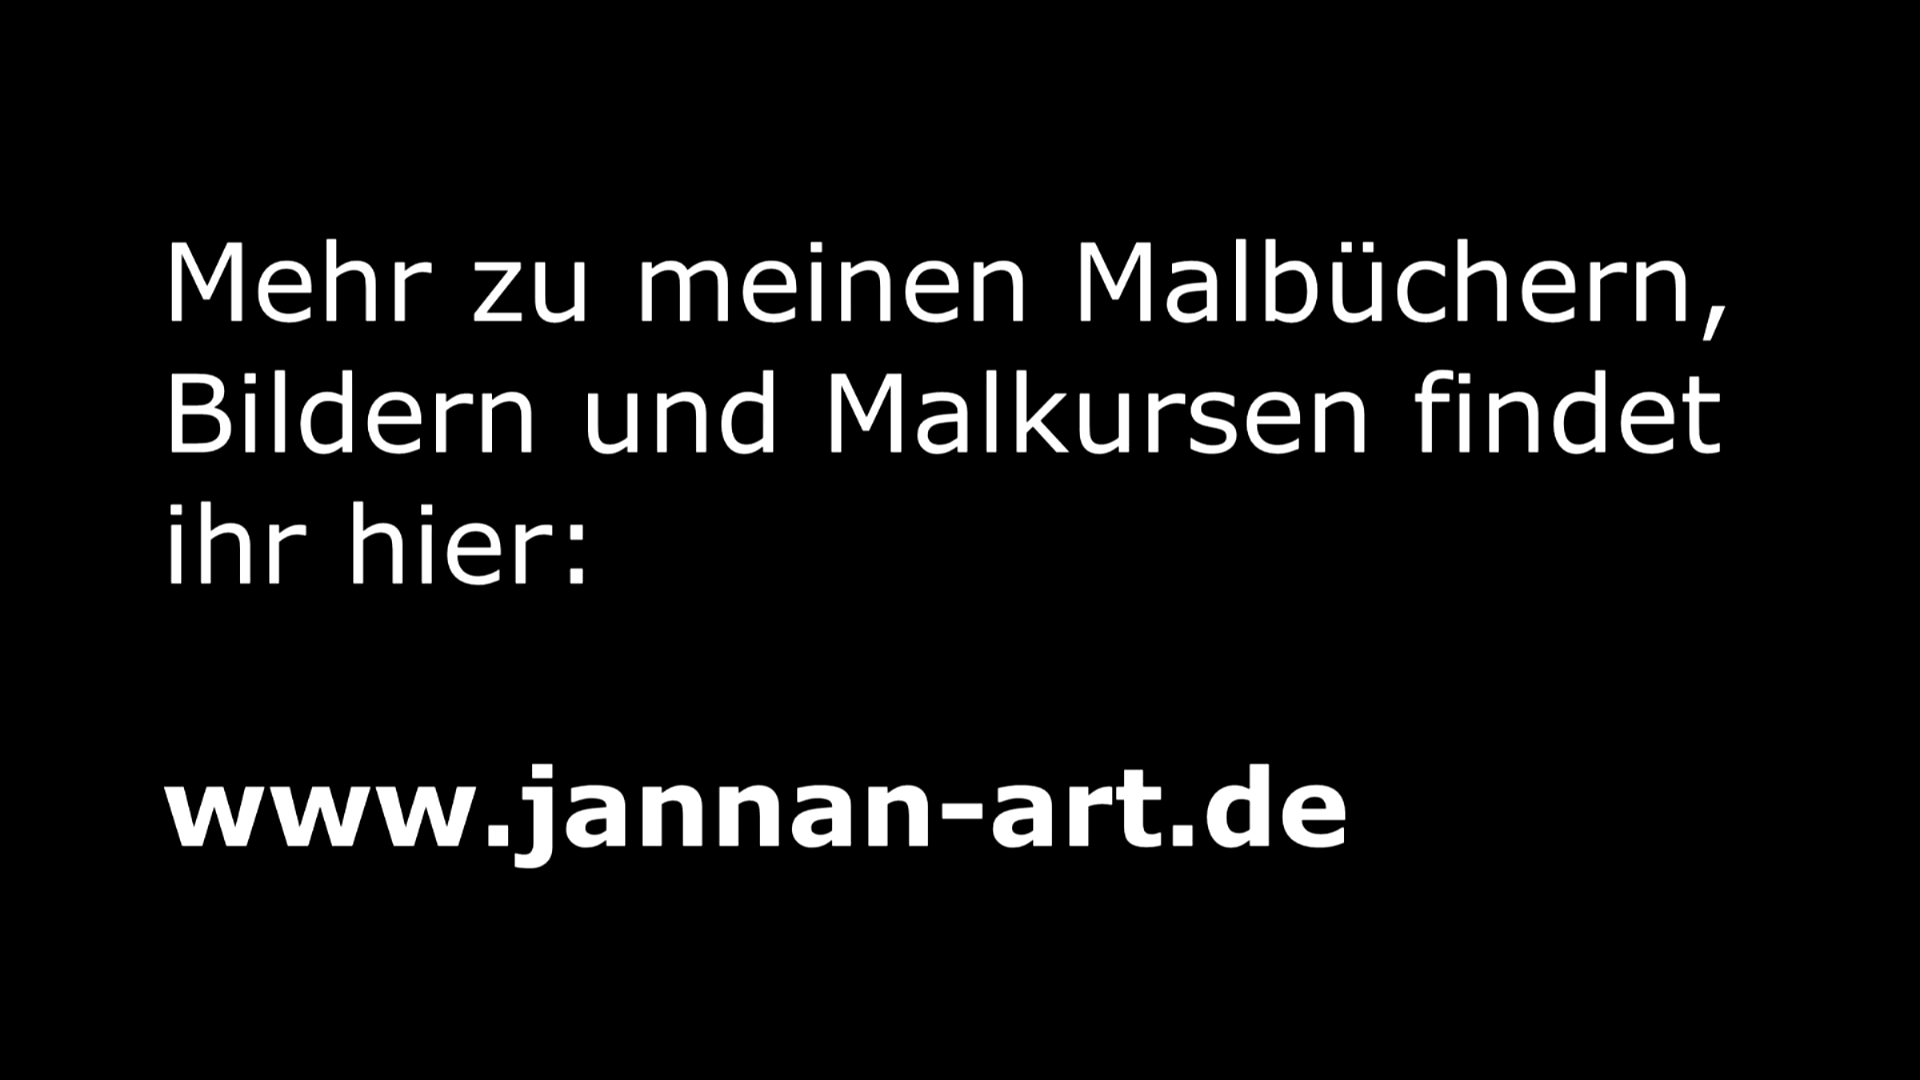 Mehr zu meinen Malbüchern,
Bildern und Malkursen findet
ihr hier:
www.jannan-art.de